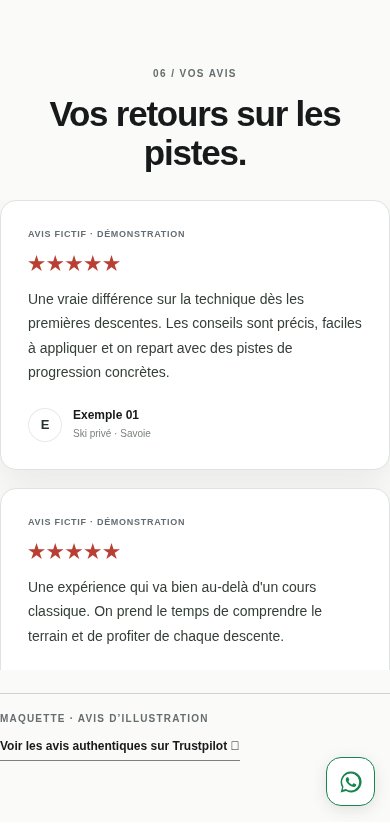 06 / VOS AVIS
Vos retours sur les
pistes.
AVIS FICTIF · DÉMONSTRATION
★★★★★
Une vraie différence sur la technique dès les
premières descentes. Les conseils sont précis, faciles
à appliquer et on repart avec des pistes de
progression concrètes.
E
Exemple 01
Ski privé · Savoie
AVIS FICTIF · DÉMONSTRATION
★★★★★
Une expérience qui va bien au-delà d'un cours
classique. On prend le temps de comprendre le
terrain et de profiter de chaque descente.
MAQUETTE · AVIS D'ILLUSTRATION
Voir les avis authentiques sur Trustpilot